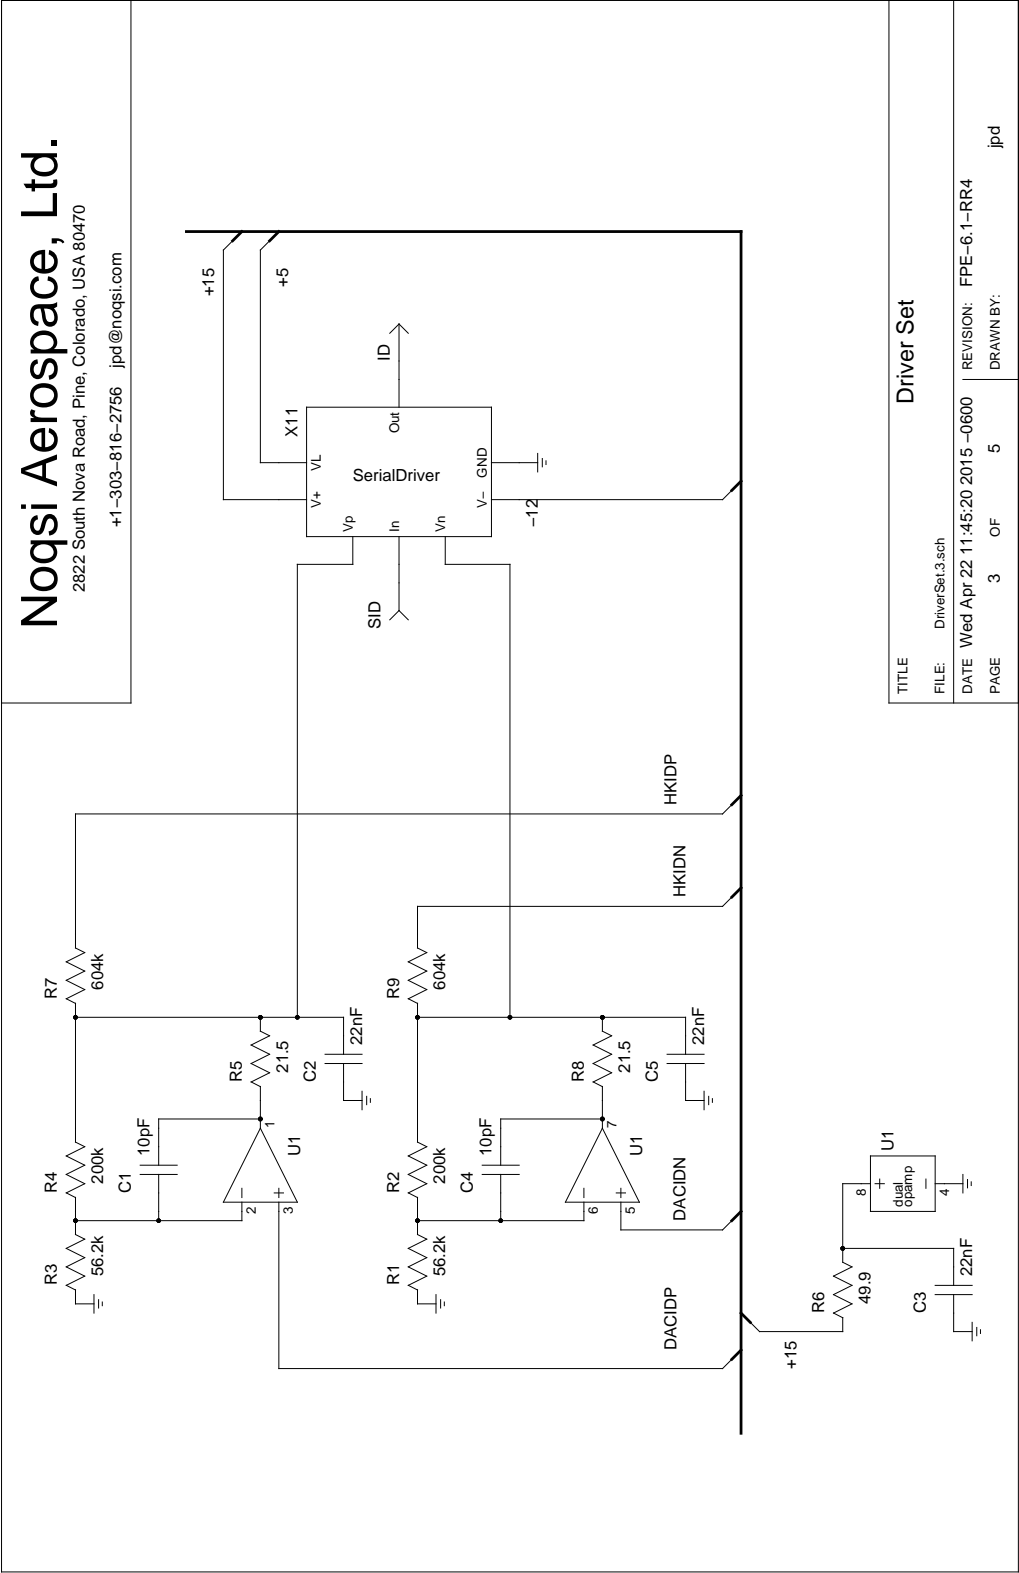 Noqsi Aerospace, Ltd.
2822 South Nova Road, Pine, Colorado, USA 80470
+1−303−816−2756 jpd@noqsi.com
R3
56.2k
R4
200k
R7
604k
C1
10pF
2
3
1
U1
R5
21.5
C2
22nF
+15
+5
X11
V+
VL
Vp
In
Vn
SerialDriver
Out
V−
GND
−12
SID
ID
R1
56.2k
R2
200k
R9
604k
C4
10pF
6
5
7
U1
R8
21.5
C5
22nF
DACIDP
DACIDN
HKIDN
HKIDP
+15
R6
49.9
C3
22nF
8
dual
opamp
4
U1
TITLE
Driver Set
FILE: DriverSet.3.sch
REVISION: FPE−6.1−RR4
DATE Wed Apr 22 11:45:20 2015 −0600
PAGE 3 OF 5
DRAWN BY: jpd